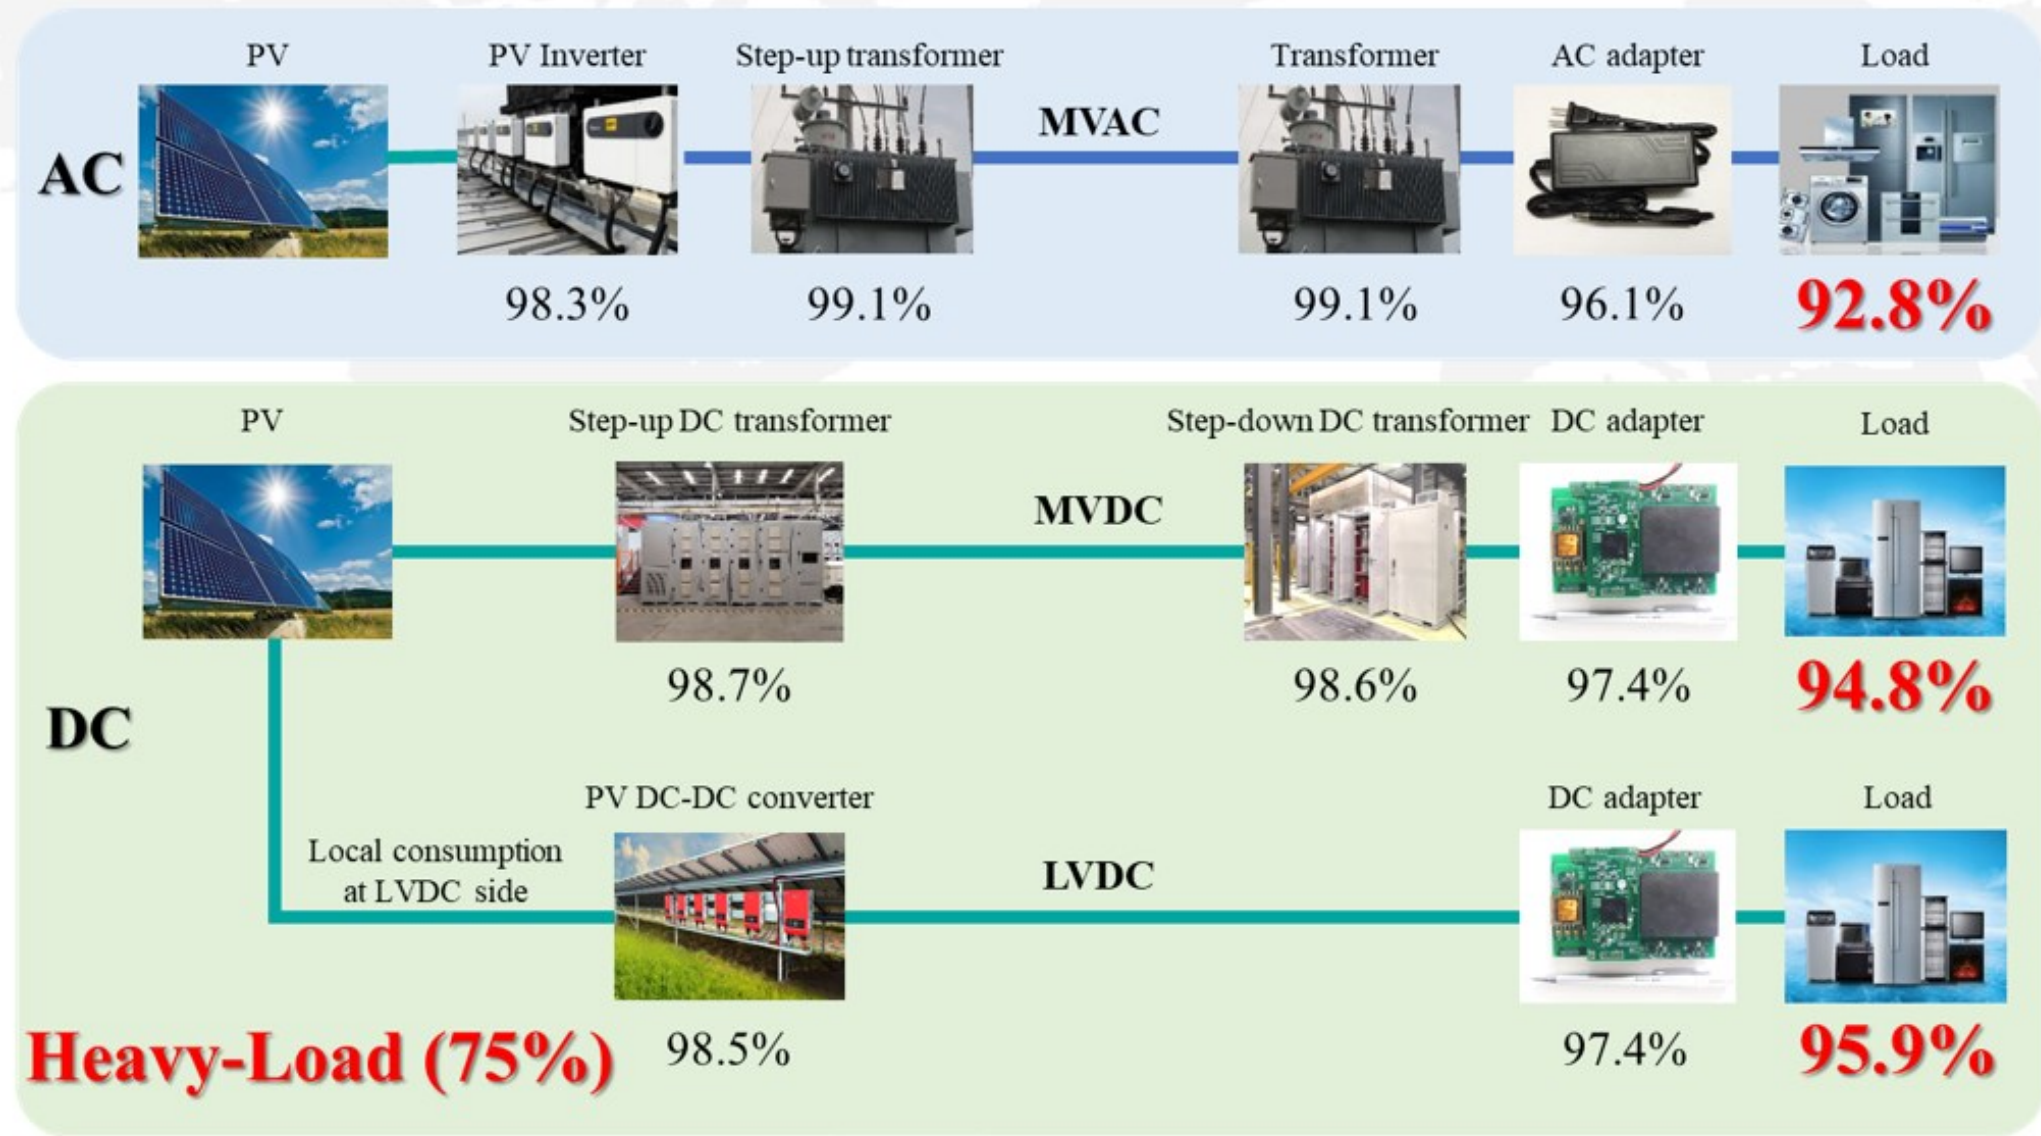 PV PV Inverter Step-up transformer Transformer AC adapter Load
MVAC
AC
98.3% 99.1% 99.1% 96.1% 92.8%
PV Step-up DC transformer Step-down DC transformer DC adapter Load
MVDC
98.7% 98.6% 97.4% 94.8%
DC
PV DC-DC converter DC adapter Load
Local consumption
at LVDC side
LVDC
Heavy-Load (75%) 98.5% 97.4% 95.9%